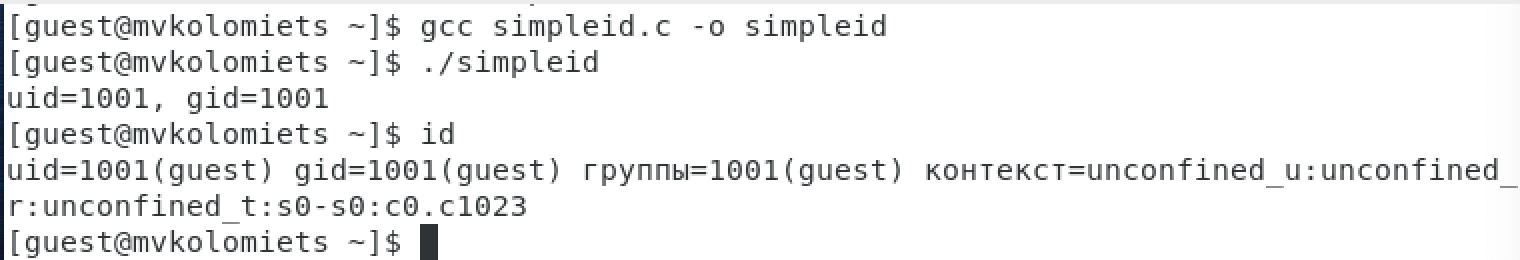 [guest@mvkolomiets ~]$ gcc simpleid.c -o simpleid
[guest@mvkolomiets ~]$ ./simpleid
uid=1001, gid=1001
[guest@mvkolomiets ~]$ id
uid=1001(guest) gid=1001(guest) группы=1001(guest) контекст=unconfined_u:unconfined_
r:unconfined_t:s0-s0:c0.c1023
[guest@mvkolomiets ~]$